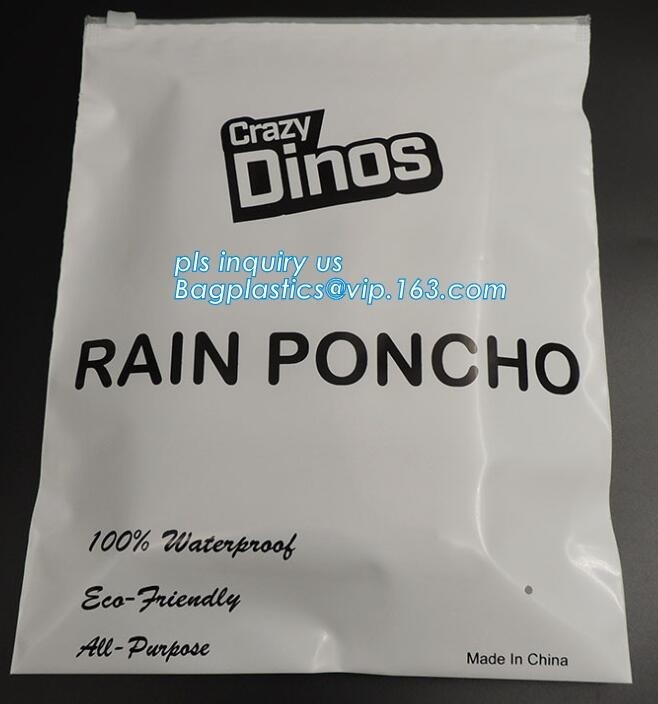 Crazy
Dinos
pls inquiry us
Bagplastics@vip.163.com
RAIN PONCHO
100% Waterproof
Eco-Friendly
All-Purpose
Made In China